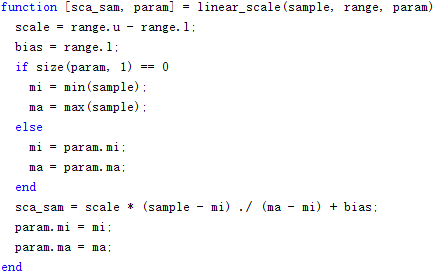 function [sca_sam, param] = linear_scale(sample, range, param)
scale = range.u - range.l;
bias = range.l;
if size(param, 1) == 0
mi = min(sample);
ma = max(sample);
else
mi = param.mi;
ma = param.ma;
end
sca_sam = scale * (sample - mi) ./ (ma - mi) + bias;
param.mi = mi;
param.ma = ma;
end